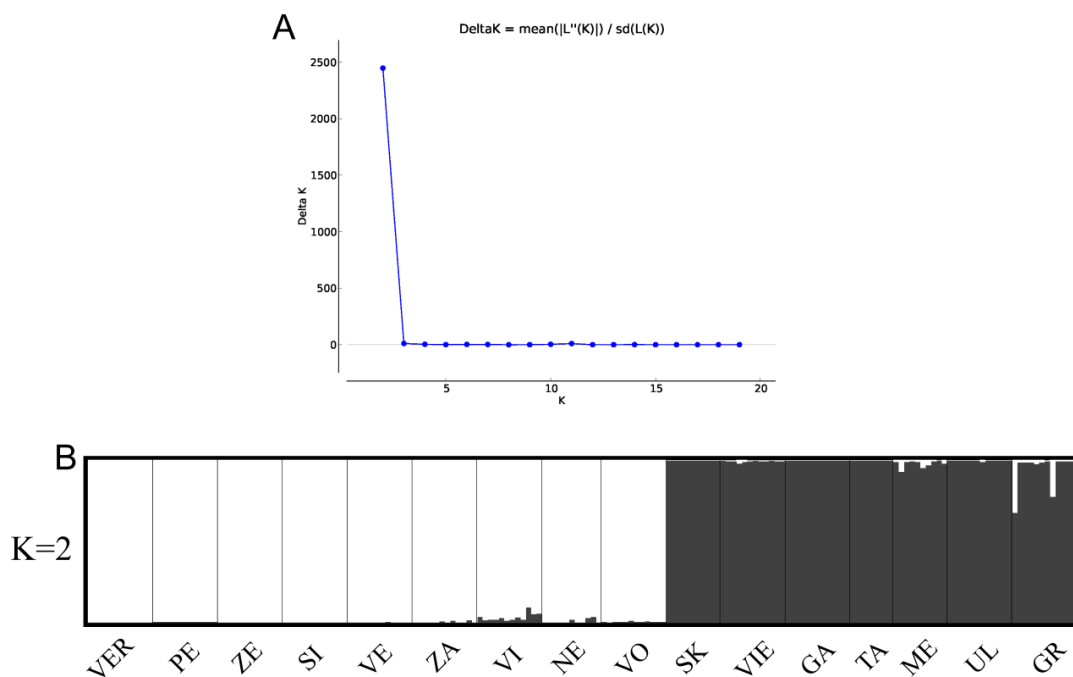 A
DeltaK = mean(|L''(K)|) / sd(L(K))
2500
2000
1500
1000
500
0
Delta K
5 10 15 20
K
B
K=2
VER PE ZE SI VE ZA VI NE VO SK VIE GA TA ME UL GR